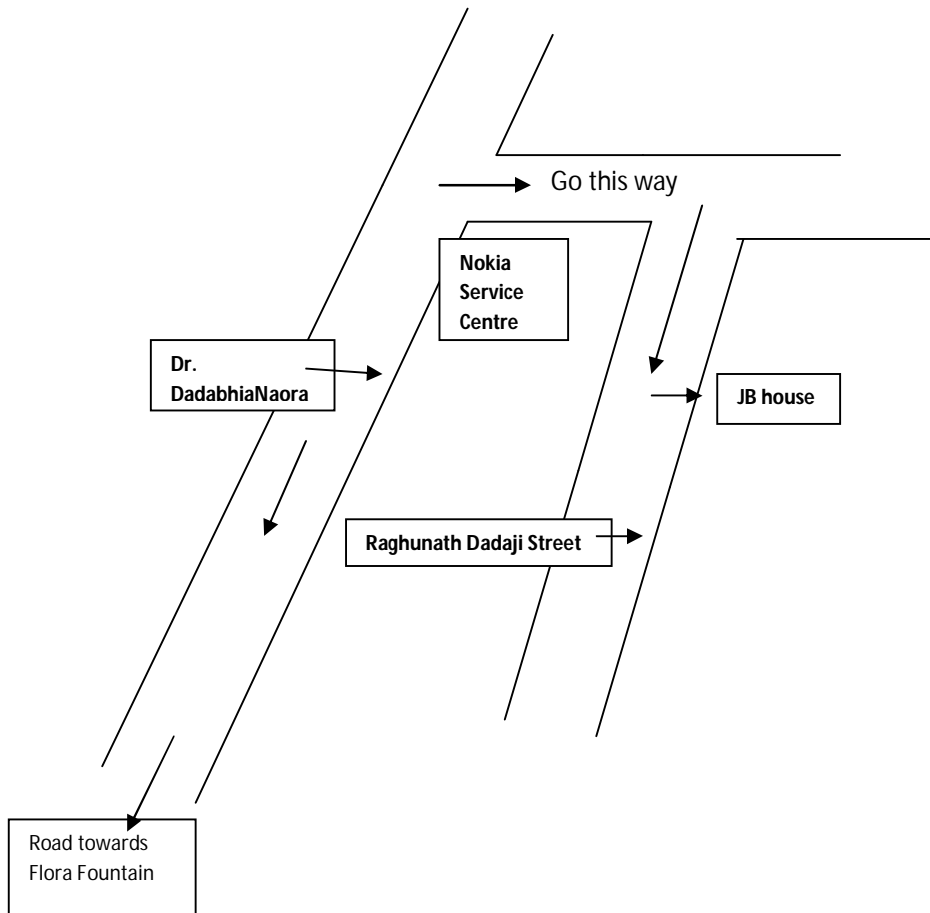 Go this way
Nokia
Service
Centre
Dr.
DadabhiaNaora
JB house
Raghunath Dadaji Street
Road towards
Flora Fountain